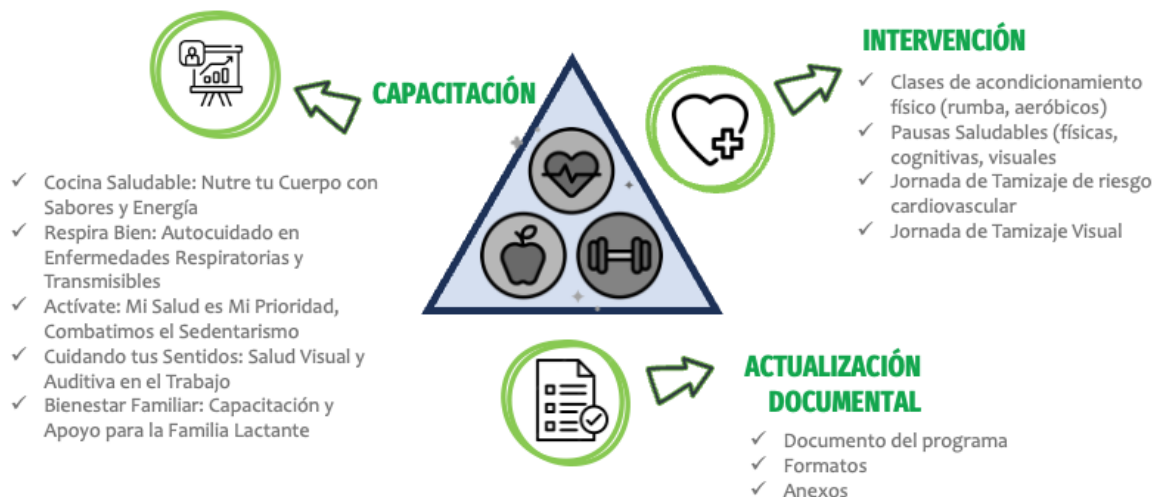 CAPACITACIÓN
✓ Cocina Saludable: Nutre tu Cuerpo con
Sabores y Energía
✓ Respira Bien: Autocuidado en
Enfermedades Respiratorias y
Transmisibles
✓ Actívate: Mi Salud es Mi Prioridad,
Combatimos el Sedentarismo
✓ Cuidando tus Sentidos: Salud Visual y
Auditiva en el Trabajo
✓ Bienestar Familiar: Capacitación y
Apoyo para la Familia Lactante
INTERVENCIÓN
✓ Clases de acondicionamiento
físico (rumba, aeróbicos)
✓ Pausas Saludables (físicas,
cognitivas, visuales
✓ Jornada de Tamizaje de riesgo
cardiovascular
✓ Jornada de Tamizaje Visual
ACTUALIZACIÓN
DOCUMENTAL
✓ Documento del programa
✓ Formatos
✓ Anexos